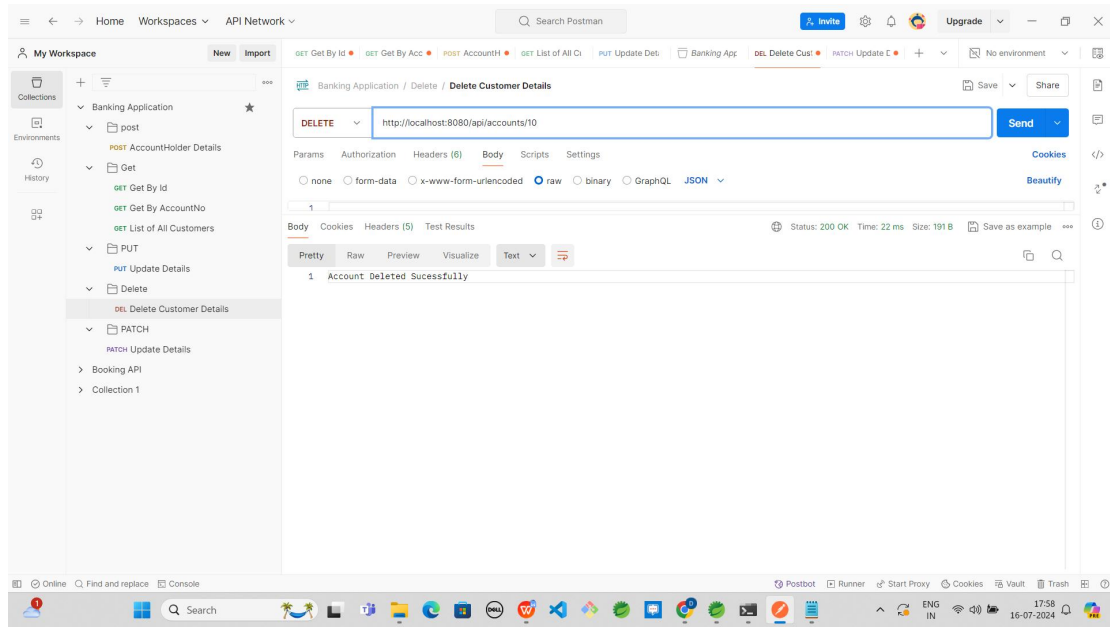 Home Workspaces API Network Search Postman Invite Upgrade
My Workspace New Import GET Get By Id GET Get By Acc POST AccountH GET List of All Cu PUT Update Deta Banking App DEL Delete Cust PATCH Update D No environment
Collections
Environments
History
Banking Application
post
POST AccountHolder Details
Get
GET Get By Id
GET Get By AccountNo
GET List of All Customers
PUT
PUT Update Details
Delete
DEL Delete Customer Details
PATCH
PATCH Update Details
Booking API
Collection 1
HTTP Banking Application / Delete / Delete Customer Details Save Share
DELETE http://localhost:8080/api/accounts/10 Send
Params Authorization Headers (6) Body Scripts Settings Cookies
none form-data x-www-form-urlencoded raw binary GraphQL JSON Beautify
1
Body Cookies Headers (5) Test Results Status: 200 OK Time: 22 ms Size: 191 B Save as example
Pretty Raw Preview Visualize Text
1 Account Deleted Sucessfully
Online Find and replace Console Postbot Runner Start Proxy Cookies Vault Trash
1 Search DELL ENG 17:58
IN 16-07-2024 PRE